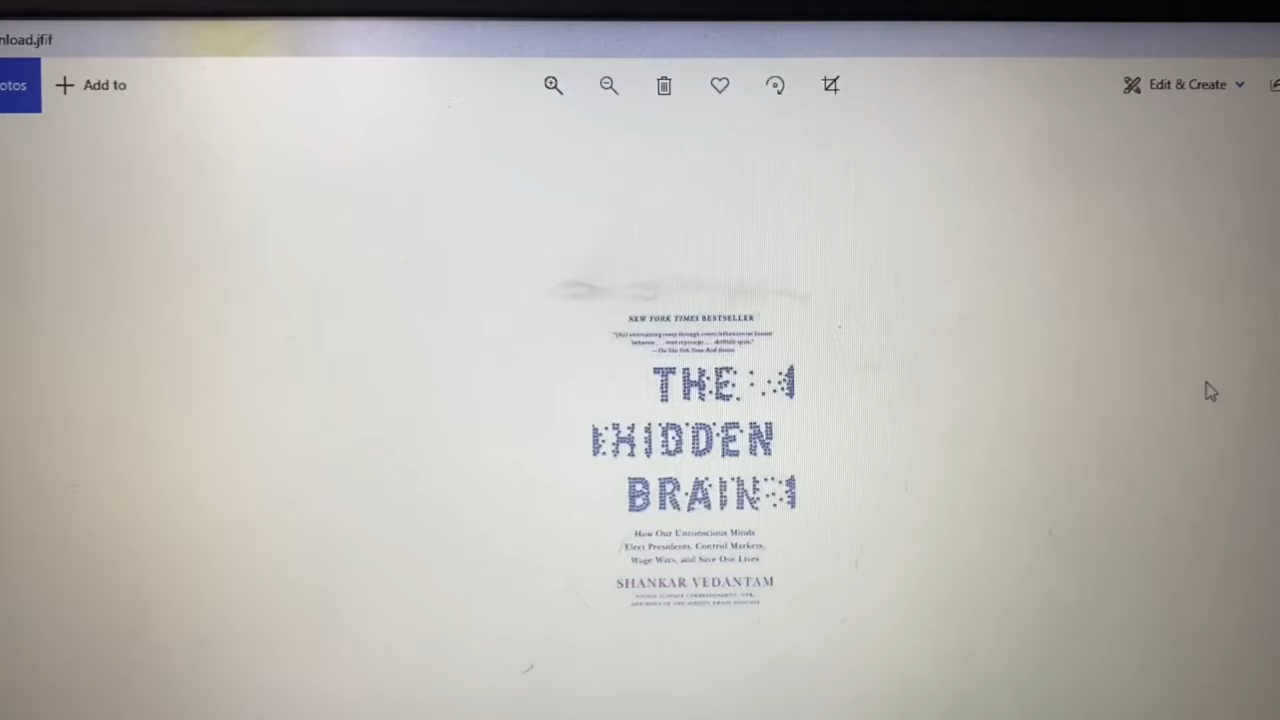 nload.jfif
otos
Add to
Edit & Create
NEW YORK TIMES BESTSELLER
THE
HIDDEN
BRAIN
How Our Unconscious Minds
Elect Presidents, Control Markets,
Wage Wars, and Save Our Lives
SHANKAR VEDANTAM